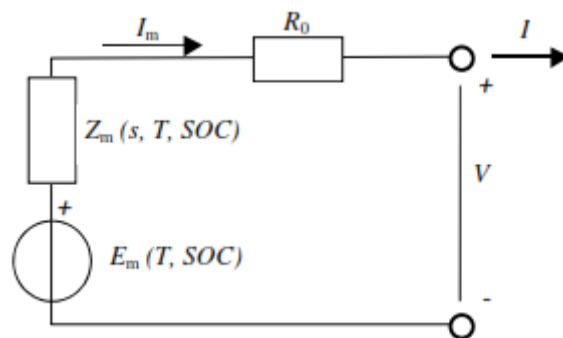 I_m R_0 I
+
Z_m (s, T, SOC)
V
+
E_m (T, SOC)
-